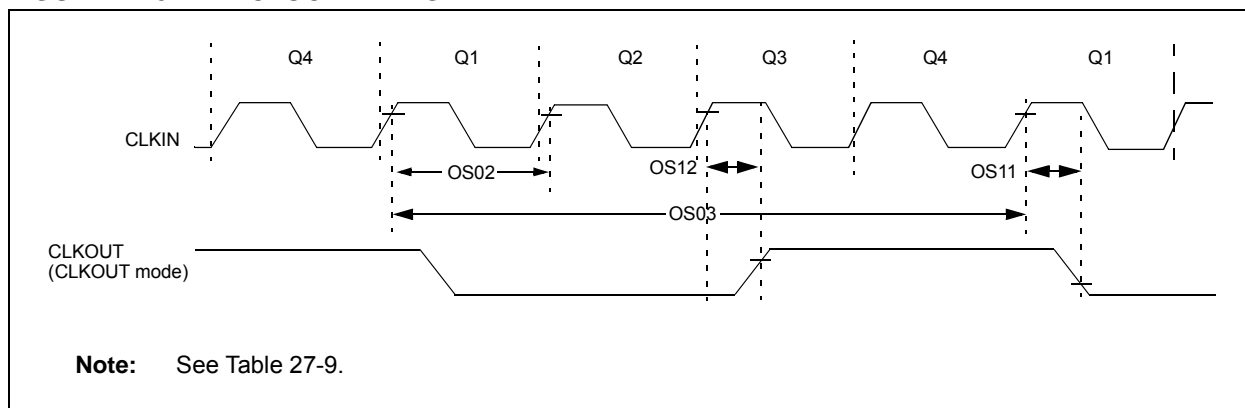 Q4 Q1 Q2 Q3 Q4 Q1
CLKIN
OS02
OS12
OS11
OS03
CLKOUT
(CLKOUT mode)
Note: See Table 27-9.